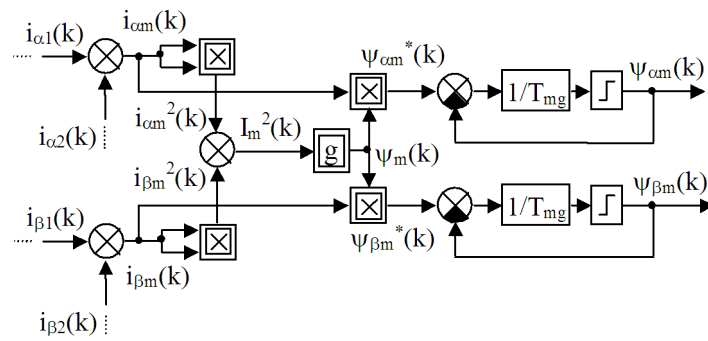 iα1(k)
iαm(k)
iα2(k)
iαm²(k)
Im²(k)
iβm²(k)
g
ψm(k)
ψαm*(k)
1/Tmg
ψαm(k)
iβ1(k)
iβm(k)
iβ2(k)
ψβm*(k)
1/Tmg
ψβm(k)